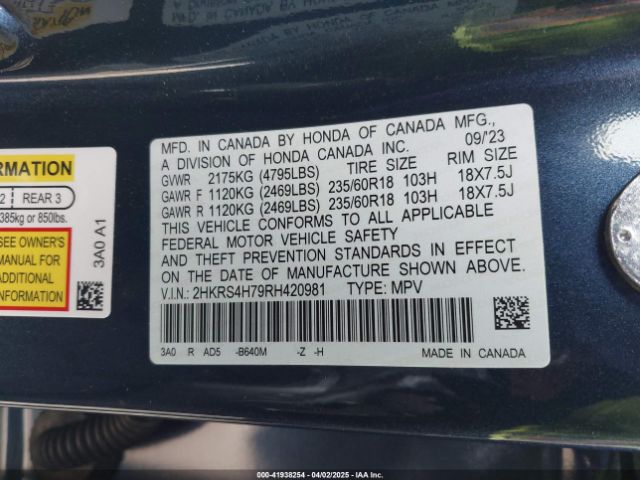 MFD. IN CANADA BY HONDA OF CANADA MFG.,
A DIVISION OF HONDA CANADA INC. 09/'23
GVWR 2175KG (4795LBS) TIRE SIZE RIM SIZE
GAWR F 1120KG (2469LBS) 235/60R18 103H 18X7.5J
GAWR R 1120KG (2469LBS) 235/60R18 103H 18X7.5J
THIS VEHICLE CONFORMS TO ALL APPLICABLE
FEDERAL MOTOR VEHICLE SAFETY
AND THEFT PREVENTION STANDARDS IN EFFECT
ON THE DATE OF MANUFACTURE SHOWN ABOVE.
V.I.N.: 2HKRS4H79RH420981 TYPE: MPV
3A0 R AD5 -B640M -Z -H MADE IN CANADA
REAR 3
385kg or 850lbs.
SEE OWNER'S
MANUAL FOR
ADDITIONAL
3A0 A1
00-41938254 04/02/2025 IAA, Inc.